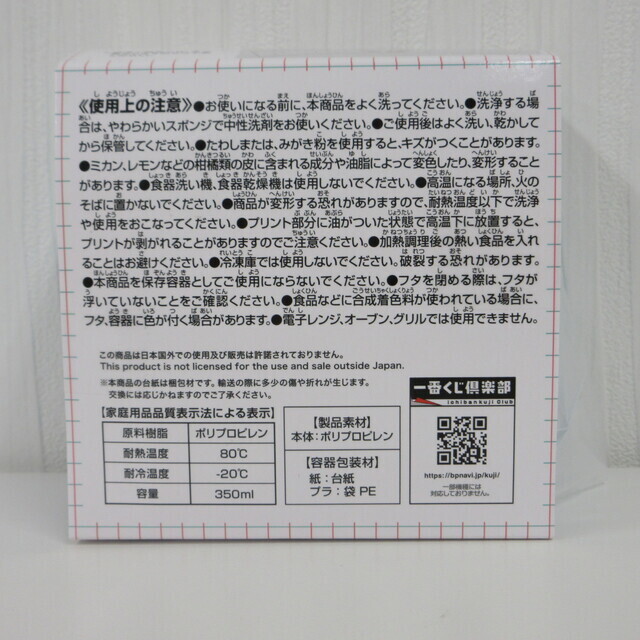 《使用上の注意》●お使いになる前に、本商品をよく洗ってください。●洗浄する場
合は、やわらかいスポンジで中性洗剤をお使いください。●ご使用後はよく洗い、乾かして
から保管してください。●たわしまたは、みがき粉を使用すると、キズがつくことがあります。
●ミカン、レモンなどの柑橘類の皮に含まれる成分や油脂によって変色したり、変形すること
があります。●食器洗い機、食器乾燥機は使用しないでください。●高温になる場所、火の
そばに置かないでください。●商品が変形する恐れがありますので、耐熱温度以下で洗浄
や使用をおこなってください。●プリント部分に油がついた状態で高温下に放置すると、
プリントが剥がれることがありますのでご注意ください。●加熱調理後の熱い食品を入れ
ることはお避けください。●冷凍庫では使用しないでください。破裂する恐れがあります。
●本商品を保存容器としてご使用にならないでください。●フタを閉める際は、フタが
浮いていないことをご確認ください。●食品などに合成着色料が使われている場合に、
フタ、容器に色が付く場合があります。●電子レンジ、オーブン、グリルでは使用できません。
この商品は日本国外での使用及び販売は許諾されておりません。
This product is not licensed for the use and sale outside Japan.
※本商品の台紙は梱包材です。輸送の際に多少の傷や折れが生じます。
交換には応じかねますのでご了承ください。
【家庭用品品質表示法による表示】
原料樹脂 ポリプロピレン
耐熱温度 80℃
耐冷温度 -20℃
容量 350ml
【製品素材】
本体:ポリプロピレン
【容器包装材】
紙:台紙
プラ:袋 PE
一番くじ倶楽部
ichibankuji Club
https://bpnavi.jp/kuji/
一部機種には
対応しておりません。